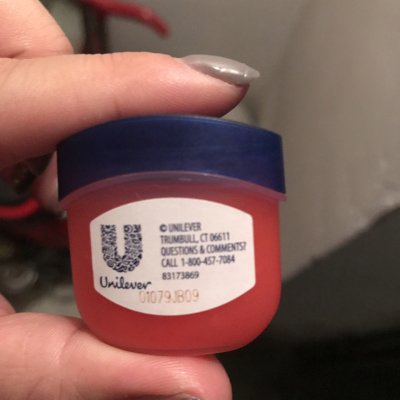 © UNILEVER
TRUMBULL, CT 06611
QUESTIONS & COMMENTS?
CALL 1-800-457-7084
83173869
Unilever
01079JB09